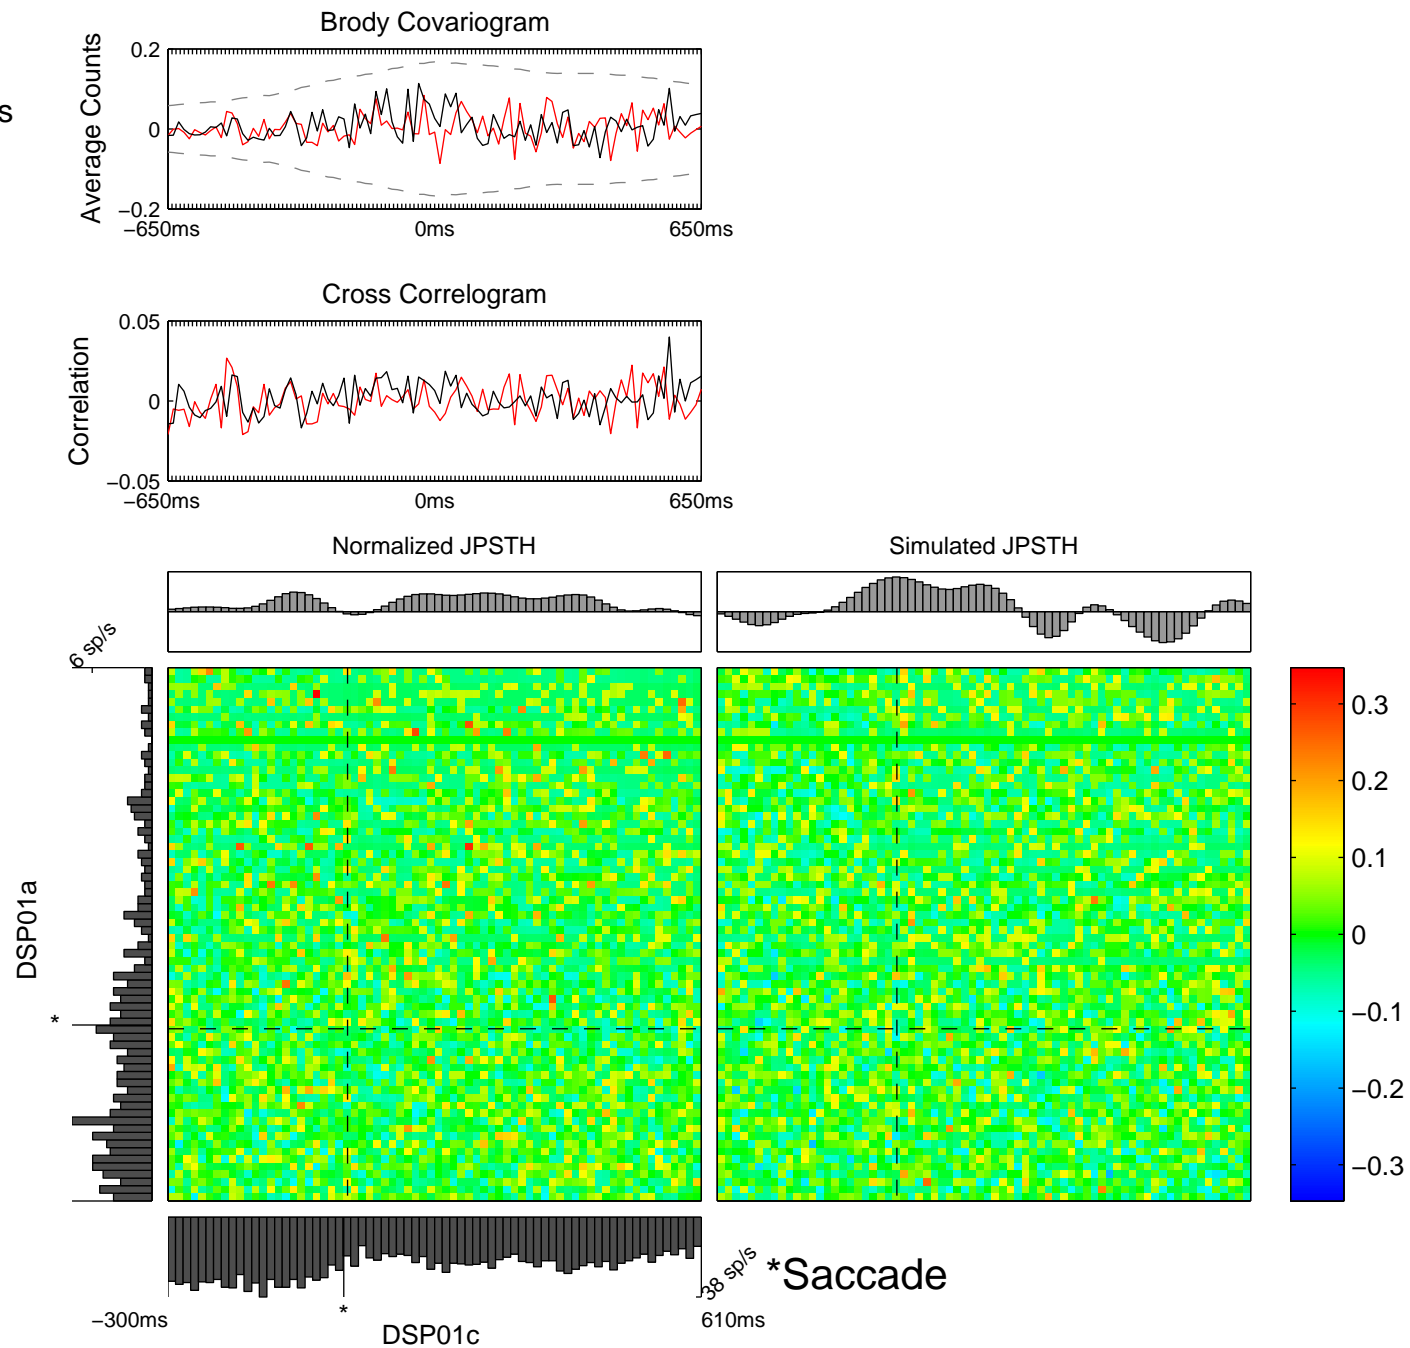 Brody Covariogram
s
Average Counts
0.2
0
−0.2
−650ms
0ms
650ms
Cross Correlogram
Correlation
0.05
0
−0.05
−650ms
0ms
650ms
Normalized JPSTH
Simulated JPSTH
6 sp/s
DSP01a
*
0.3
0.2
0.1
0
−0.1
−0.2
−0.3
38 sp/s
*Saccade
*
−300ms
610ms
DSP01c